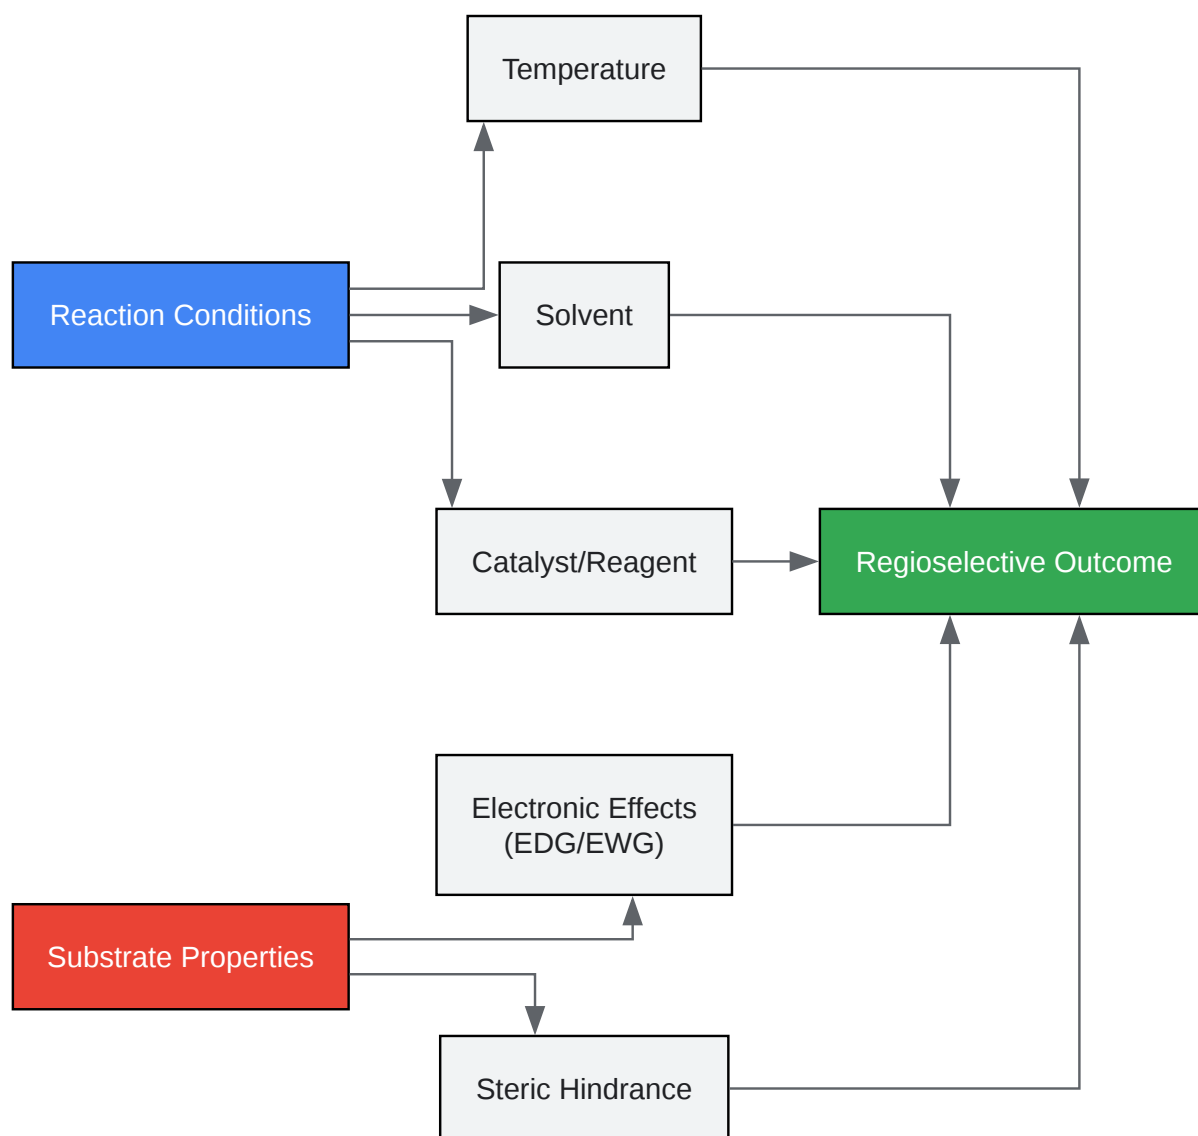 Temperature
Reaction Conditions
Solvent
Catalyst/Reagent
Regioselective Outcome
Electronic Effects
(EDG/EWG)
Substrate Properties
Steric Hindrance